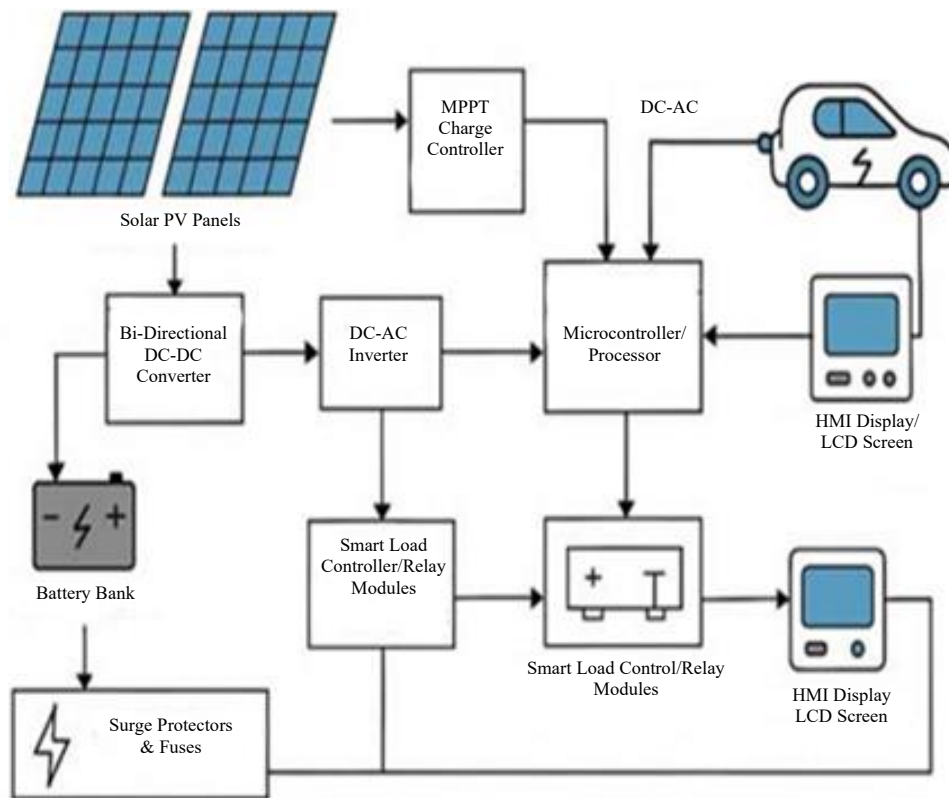 MPPT
Charge
Controller
DC-AC
Solar PV Panels
Bi-Directional
DC-DC
Converter
DC-AC
Inverter
Microcontroller/
Processor
HMI Display/
LCD Screen
Battery Bank
Smart Load
Controller/Relay
Modules
Smart Load Control/Relay
Modules
HMI Display
LCD Screen
Surge Protectors
& Fuses